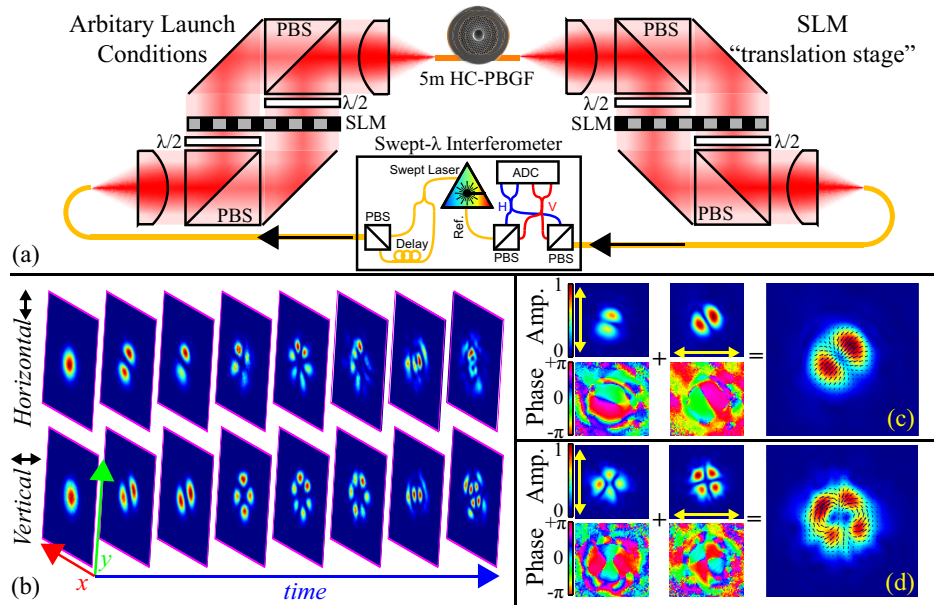 Arbitary Launch
Conditions
PBS
5m HC-PBGF
PBS
SLM
“translation stage”
λ/2
SLM
λ/2
PBS
λ/2
SLM
λ/2
PBS
Swept-λ Interferometer
Swept Laser
ADC
H
V
PBS
Delay
Ref.
PBS
PBS
(a)
Horizontal
Vertical
x
y
time
(b)
Amp.
1
0
Phase
+π
0
-π
+
=
(c)
Amp.
1
0
Phase
+π
0
-π
+
=
(d)